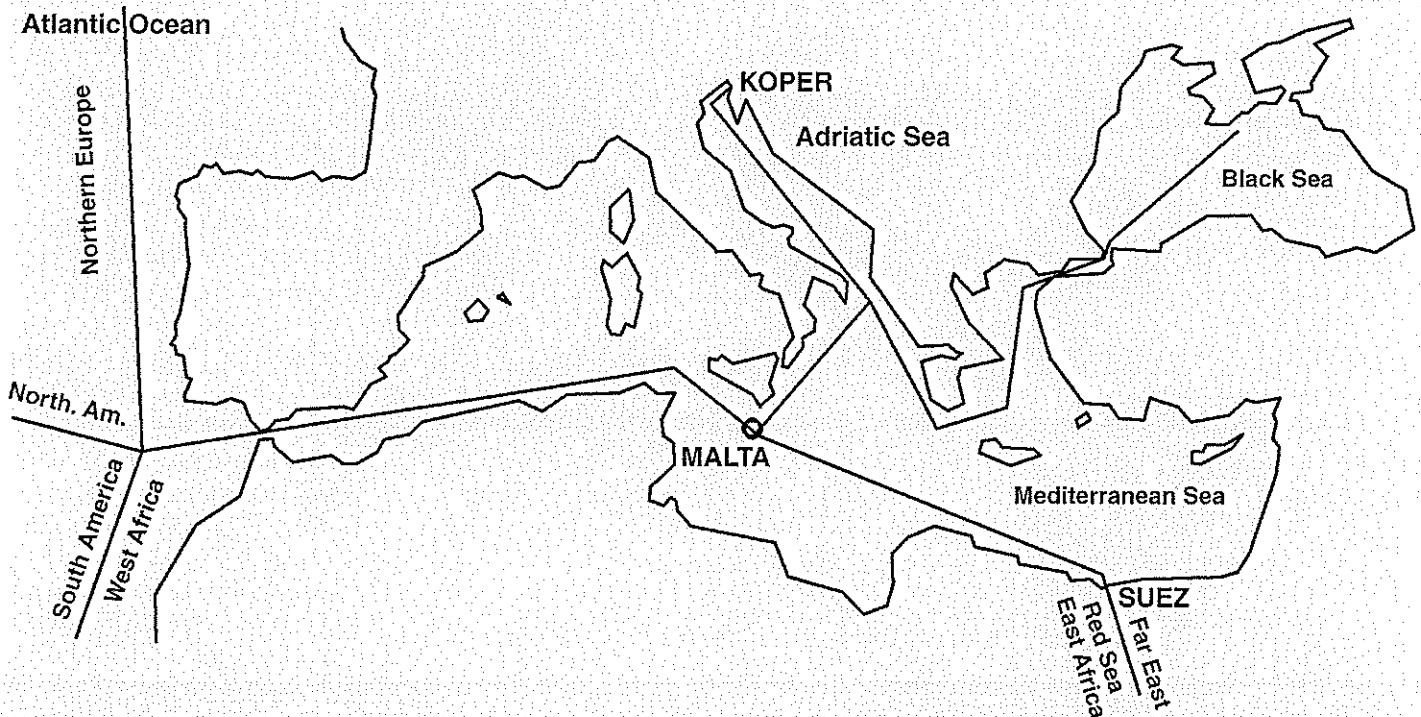 Atlantic Ocean
Northern Europe
KOPER
Adriatic Sea
Black Sea
North. Am.
MALTA
South America
West Africa
Mediterranean Sea
SUEZ
Red Sea
East Africa
Far East